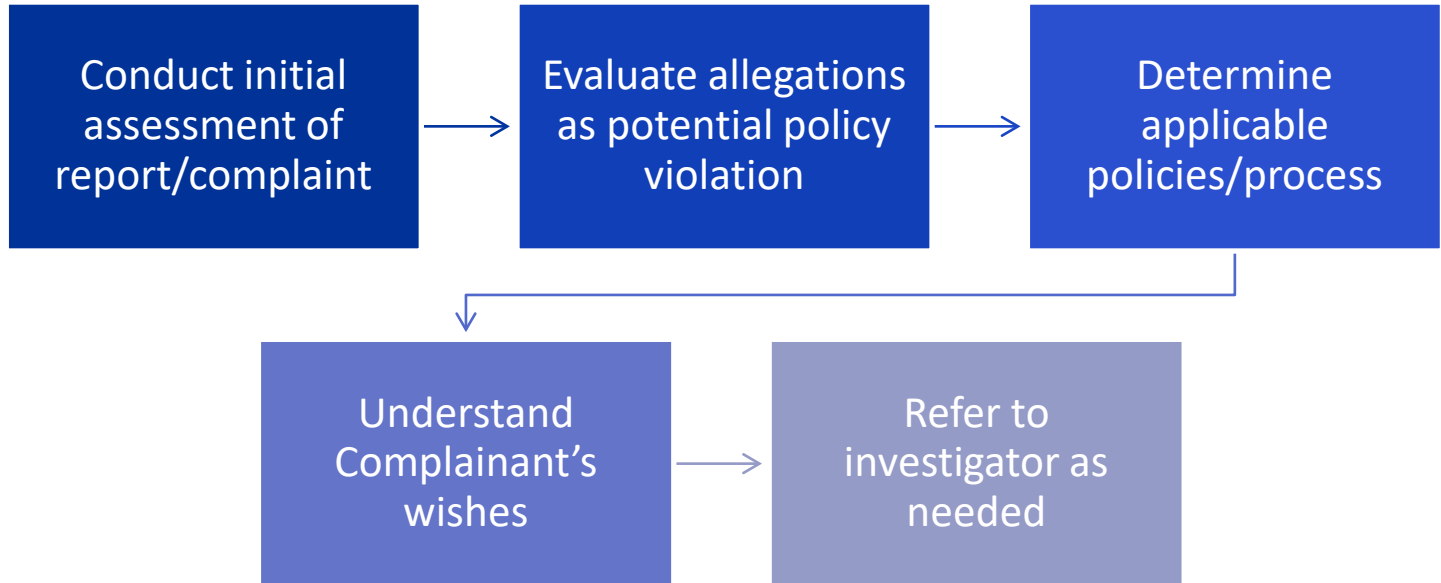 Conduct initial
assessment of
report/complaint
Evaluate allegations
as potential policy
violation
Determine
applicable
policies/process
Understand
Complainant’s
wishes
Refer to
investigator as
needed